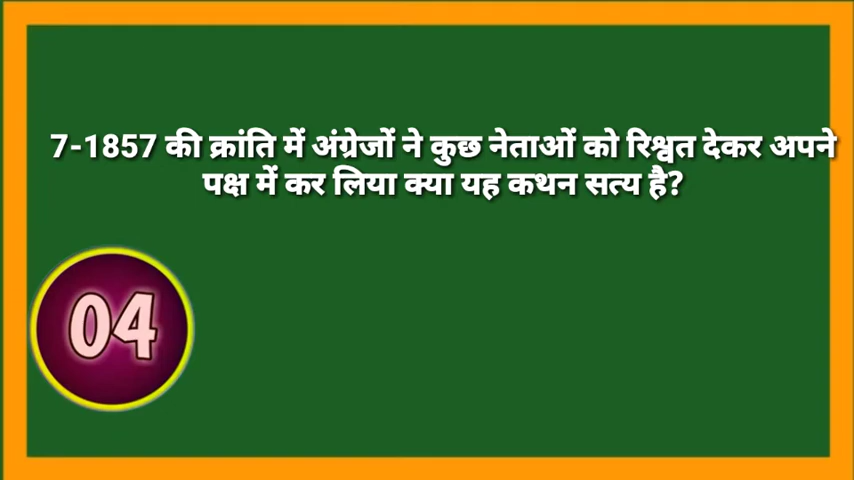 7-1857 की क्रांति में अंग्रेजों ने कुछ नेताओं को रिश्वत देकर अपने
पक्ष में कर लिया क्या यह कथन सत्य है?
04